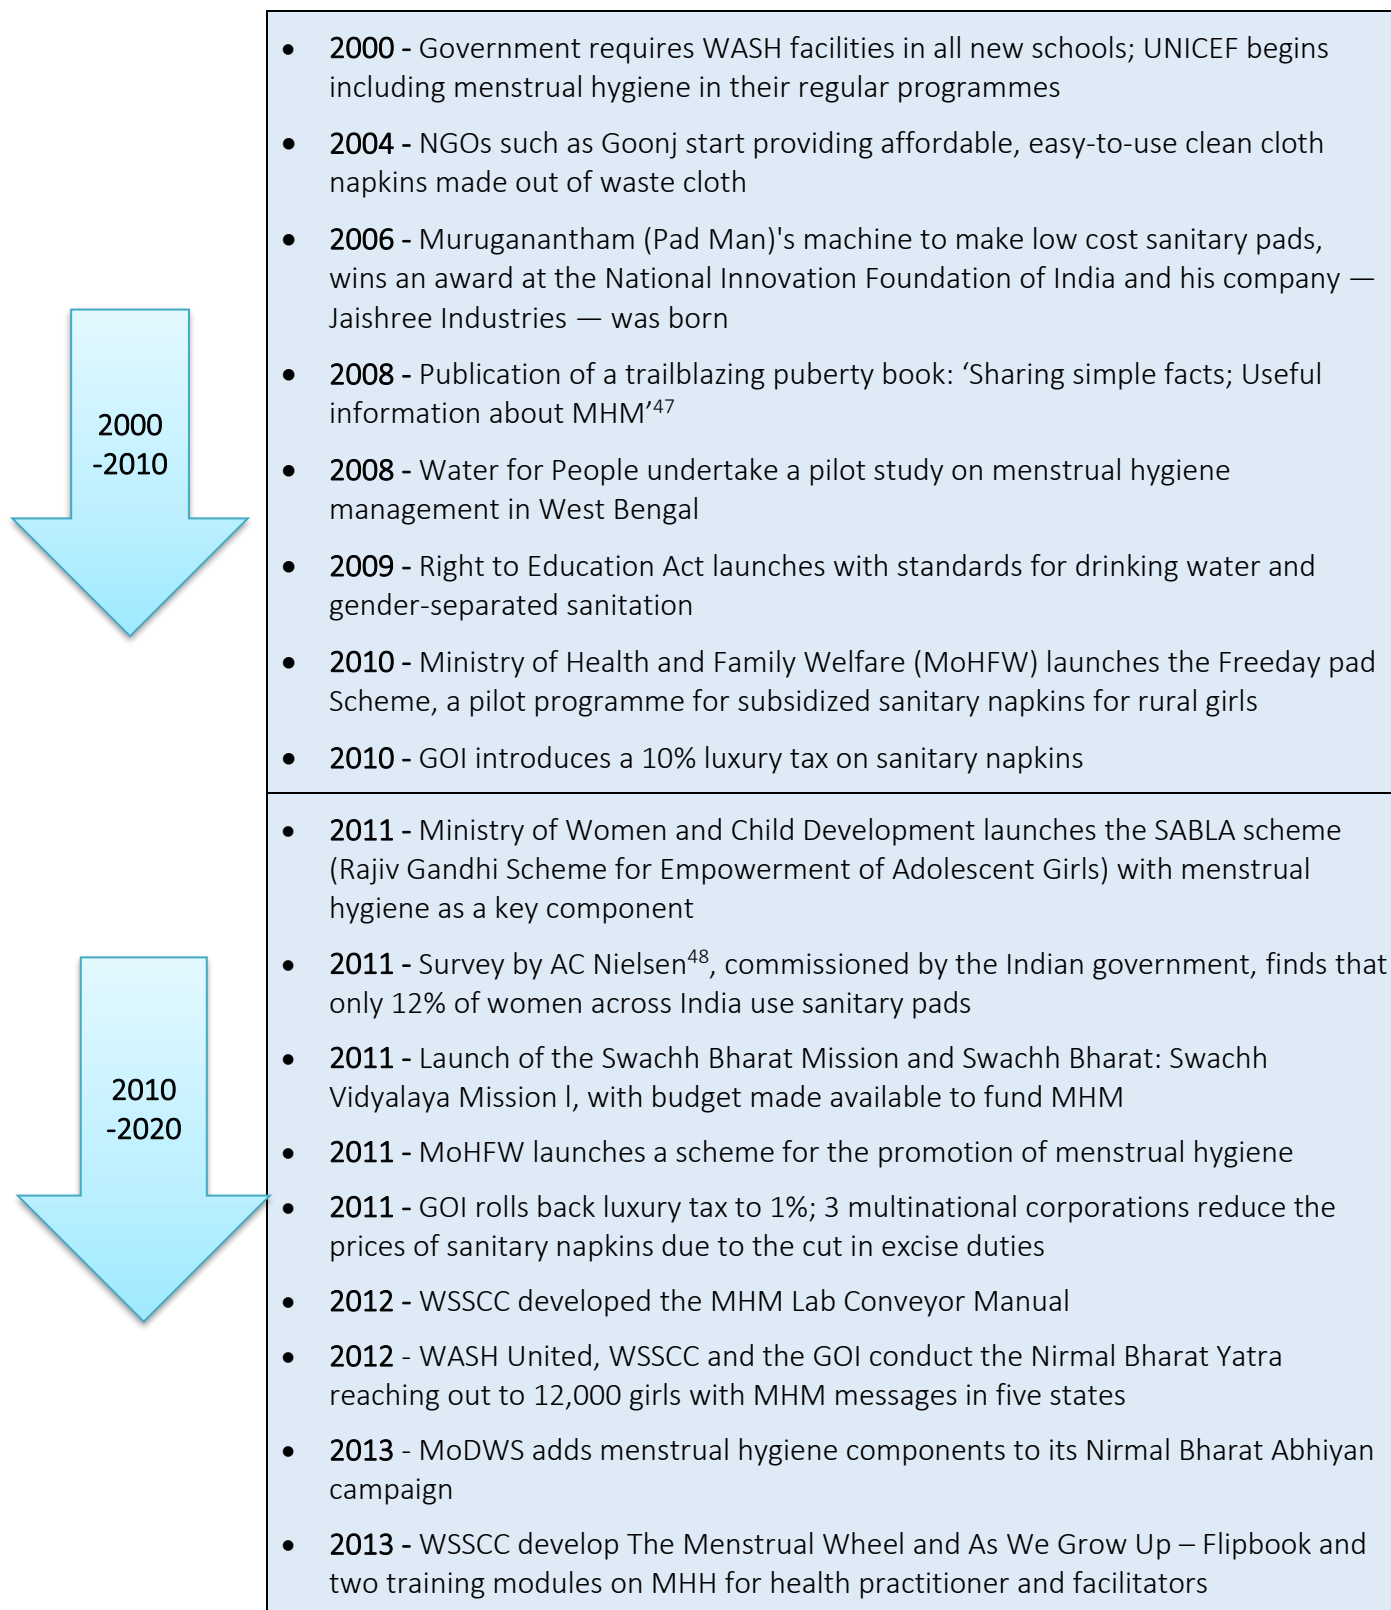 • 2000 - Government requires WASH facilities in all new schools; UNICEF begins
including menstrual hygiene in their regular programmes
• 2004 - NGOs such as Goonj start providing affordable, easy-to-use clean cloth
napkins made out of waste cloth
• 2006 - Muruganantham (Pad Man)'s machine to make low cost sanitary pads,
wins an award at the National Innovation Foundation of India and his company —
Jaishree Industries — was born
• 2008 - Publication of a trailblazing puberty book: ‘Sharing simple facts; Useful
information about MHM’47
2000
-2010
• 2008 - Water for People undertake a pilot study on menstrual hygiene
management in West Bengal
• 2009 - Right to Education Act launches with standards for drinking water and
gender-separated sanitation
• 2010 - Ministry of Health and Family Welfare (MoHFW) launches the Freeday pad
Scheme, a pilot programme for subsidized sanitary napkins for rural girls
• 2010 - GOI introduces a 10% luxury tax on sanitary napkins
• 2011 - Ministry of Women and Child Development launches the SABLA scheme
(Rajiv Gandhi Scheme for Empowerment of Adolescent Girls) with menstrual
hygiene as a key component
• 2011 - Survey by AC Nielsen48, commissioned by the Indian government, finds that
only 12% of women across India use sanitary pads
• 2011 - Launch of the Swachh Bharat Mission and Swachh Bharat: Swachh
Vidyalaya Mission l, with budget made available to fund MHM
2010
-2020
• 2011 - MoHFW launches a scheme for the promotion of menstrual hygiene
• 2011 - GOI rolls back luxury tax to 1%; 3 multinational corporations reduce the
prices of sanitary napkins due to the cut in excise duties
• 2012 - WSSCC developed the MHM Lab Conveyor Manual
• 2012 - WASH United, WSSCC and the GOI conduct the Nirmal Bharat Yatra
reaching out to 12,000 girls with MHM messages in five states
• 2013 - MoDWS adds menstrual hygiene components to its Nirmal Bharat Abhiyan
campaign
• 2013 - WSSCC develop The Menstrual Wheel and As We Grow Up – Flipbook and
two training modules on MHH for health practitioner and facilitators